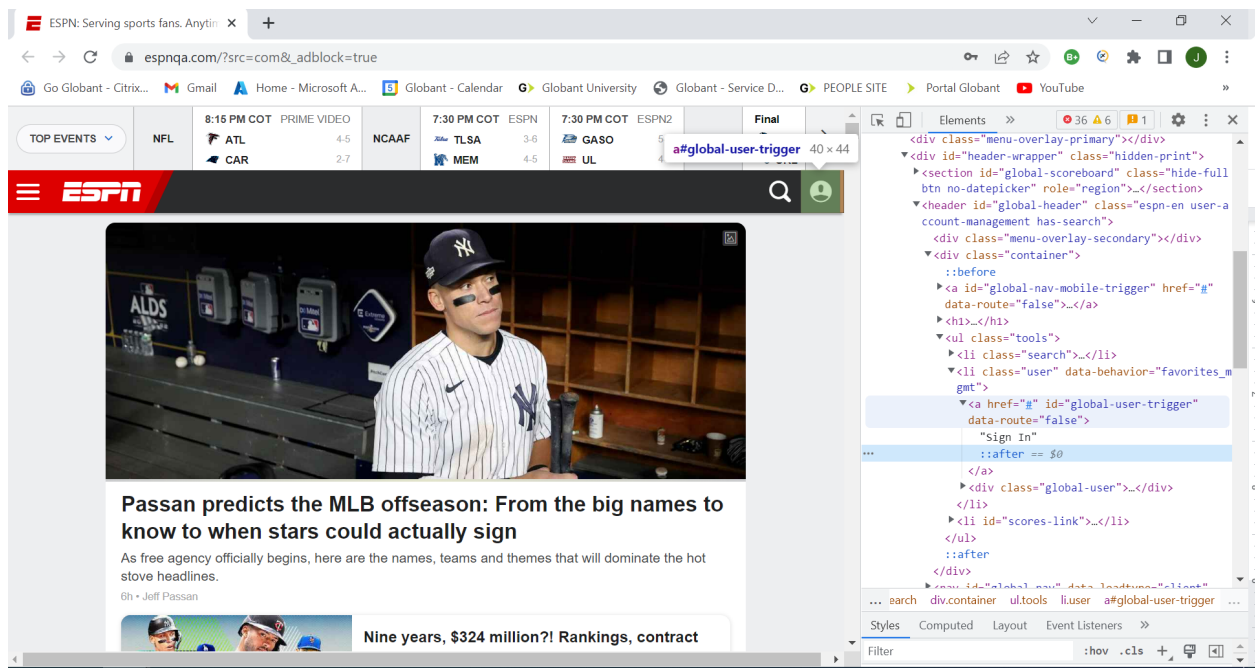 ESPN: Serving sports fans. Anytim
espnqa.com/?src=com&_adblock=true
B+
J
Go Globant - Citrix...
Gmail
Home - Microsoft A...
5
Globant - Calendar
Globant University
Globant - Service D...
PEOPLE SITE
Portal Globant
YouTube
»
TOP EVENTS
NFL
8:15 PM COT PRIME VIDEO
ATL 4-5
CAR 2-7
NCAAF
7:30 PM COT ESPN
TLSA 3-6
MEM 4-5
7:30 PM COT ESPN2
GASO
UL
Final
a#global-user-trigger 40 × 44
ESPN
ALDS
Passan predicts the MLB offseason: From the big names to
know to when stars could actually sign
As free agency officially begins, here are the names, teams and themes that will dominate the hot
stove headlines.
6h • Jeff Passan
Nine years, $324 million?! Rankings, contract
Elements » 36 6 1
<div class="menu-overlay-primary"></div>
<div id="header-wrapper" class="hidden-print">
<section id="global-scoreboard" class="hide-full
btn no-datepicker" role="region">…</section>
<header id="global-header" class="espn-en user-a
ccount-management has-search">
<div class="menu-overlay-secondary"></div>
<div class="container">
::before
<a id="global-nav-mobile-trigger" href="#"
data-route="false">…</a>
<h1>…</h1>
<ul class="tools">
<li class="search">…</li>
<li class="user" data-behavior="favorites_m
gmt">
<a href="#" id="global-user-trigger"
data-route="false">
"Sign In"
::after == $0
</a>
<div class="global-user">…</div>
</li>
<li id="scores-link">…</li>
</ul>
::after
</div>
<nav id="global-nav" data-loadtype="client"
... earch div.container ul.tools li.user a#global-user-trigger ...
Styles Computed Layout Event Listeners »
Filter :hov .cls +